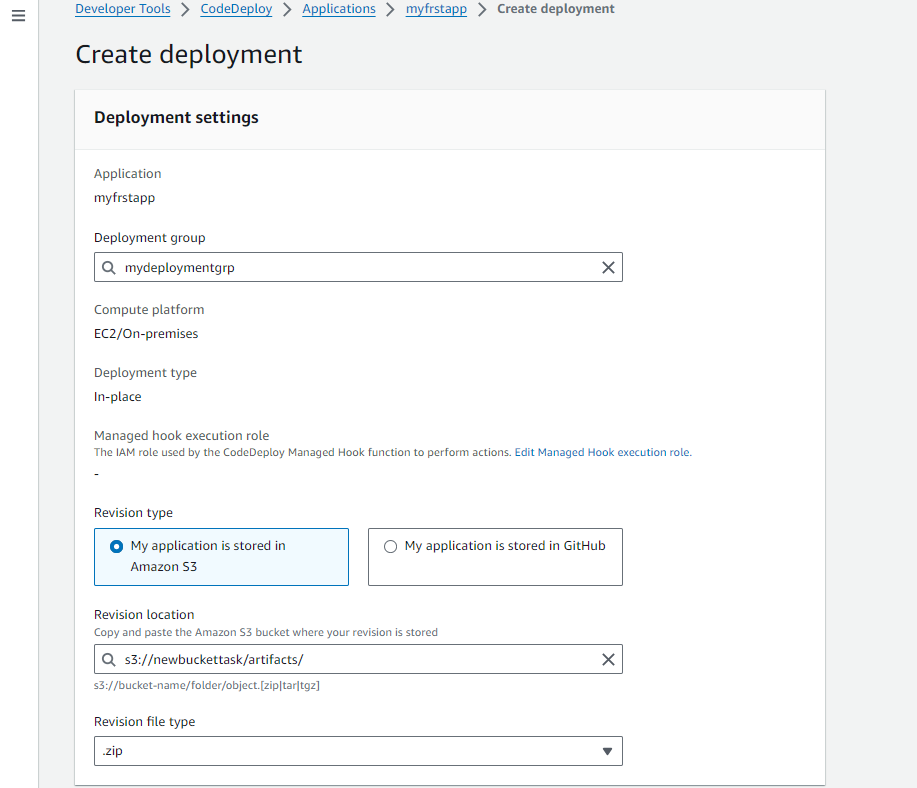 Developer Tools > CodeDeploy > Applications > myfrstapp > Create deployment
Create deployment
Deployment settings
Application
myfrstapp
Deployment group
mydeploymentgrp
Compute platform
EC2/On-premises
Deployment type
In-place
Managed hook execution role
The IAM role used by the CodeDeploy Managed Hook function to perform actions. Edit Managed Hook execution role.
-
Revision type
My application is stored in
Amazon S3
My application is stored in GitHub
Revision location
Copy and paste the Amazon S3 bucket where your revision is stored
s3://newbuckettask/artifacts/
s3://bucket-name/folder/object.[zip|tar|tgz]
Revision file type
.zip